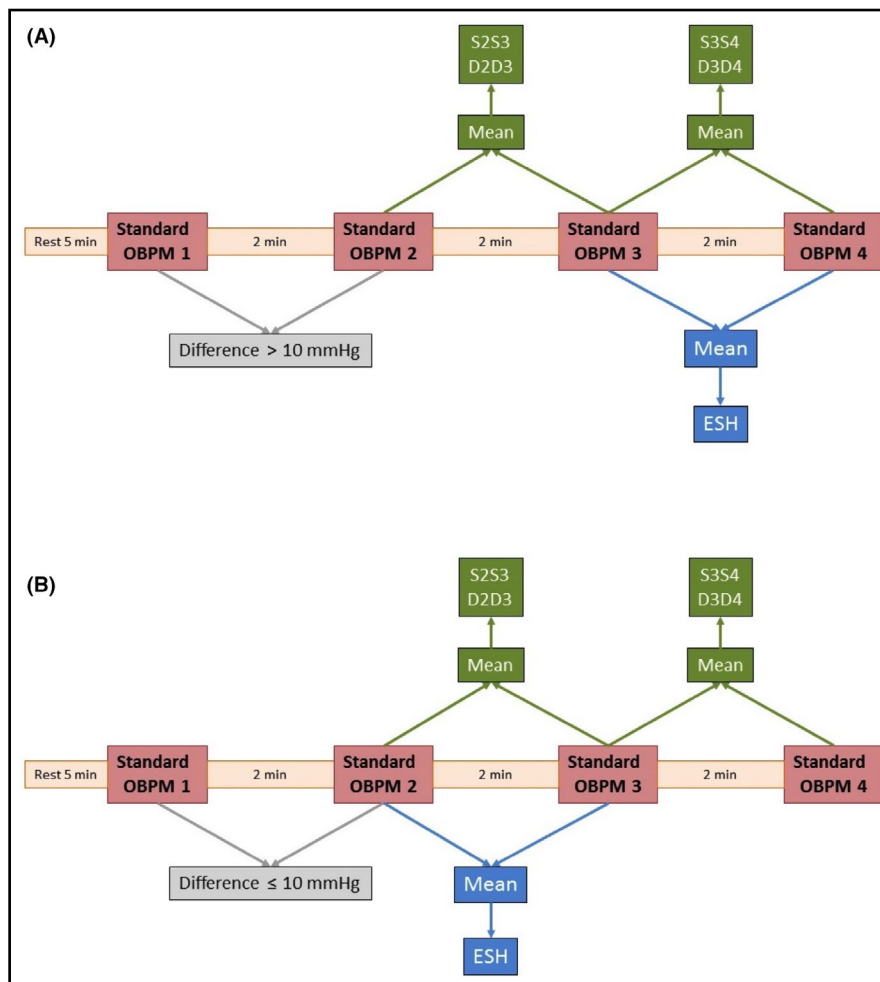 (A)
S2S3
D2D3
S3S4
D3D4
Mean
Mean
Rest 5 min
Standard
OBPM 1
2 min
Standard
OBPM 2
2 min
Standard
OBPM 3
2 min
Standard
OBPM 4
Difference > 10 mmHg
Mean
ESH
(B)
S2S3
D2D3
S3S4
D3D4
Mean
Mean
Rest 5 min
Standard
OBPM 1
2 min
Standard
OBPM 2
2 min
Standard
OBPM 3
2 min
Standard
OBPM 4
Difference ≤ 10 mmHg
Mean
ESH